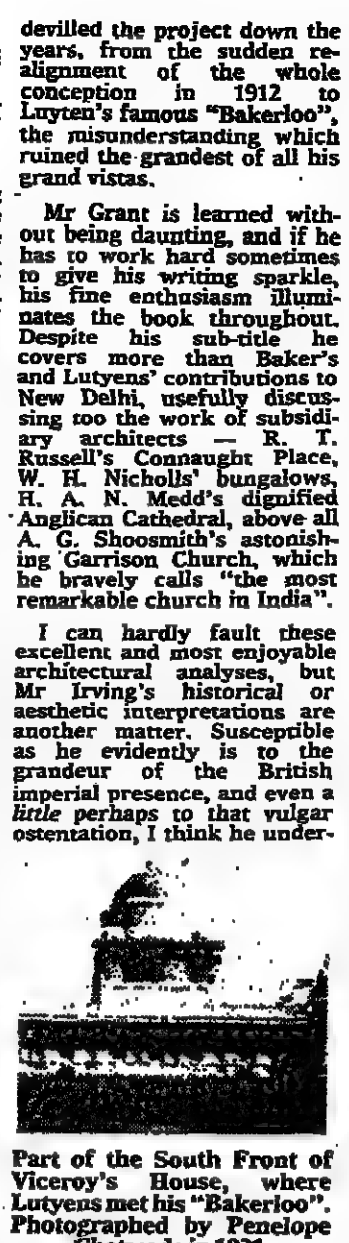 devilled the project down the
years, from the sudden re-
alignment of the whole
conception in 1912 to
Luyten's famous "Bakerloo",
the misunderstanding which
ruined the grandest of all his
grand vistas.
Mr Grant is learned with-
out being daunting, and if he
has to work hard sometimes
to give his writing sparkle,
his fine enthusiasm illumi-
nates the book throughout.
Despite his sub-title he
covers more than Baker's
and Lutyens' contributions to
New Delhi, usefully discus-
sing too the work of subsidi-
ary architects — R. T.
Russell's Connaught Place,
W. H. Nicholls' bungalows,
H. A. N. Medd's dignified
Anglican Cathedral, above all
A. G. Shoosmith's astonish-
ing Garrison Church, which
he bravely calls "the most
remarkable church in India".
I can hardly fault these
excellent and most enjoyable
architectural analyses, but
Mr Irving's historical or
aesthetic interpretations are
another matter. Susceptible
as he evidently is to the
grandeur of the British
imperial presence, and even a
little perhaps to that vulgar
ostentation, I think he under-
Part of the South Front of
Viceroy's House, where
Lutyens met his "Bakerloo".
Photographed by Penelope